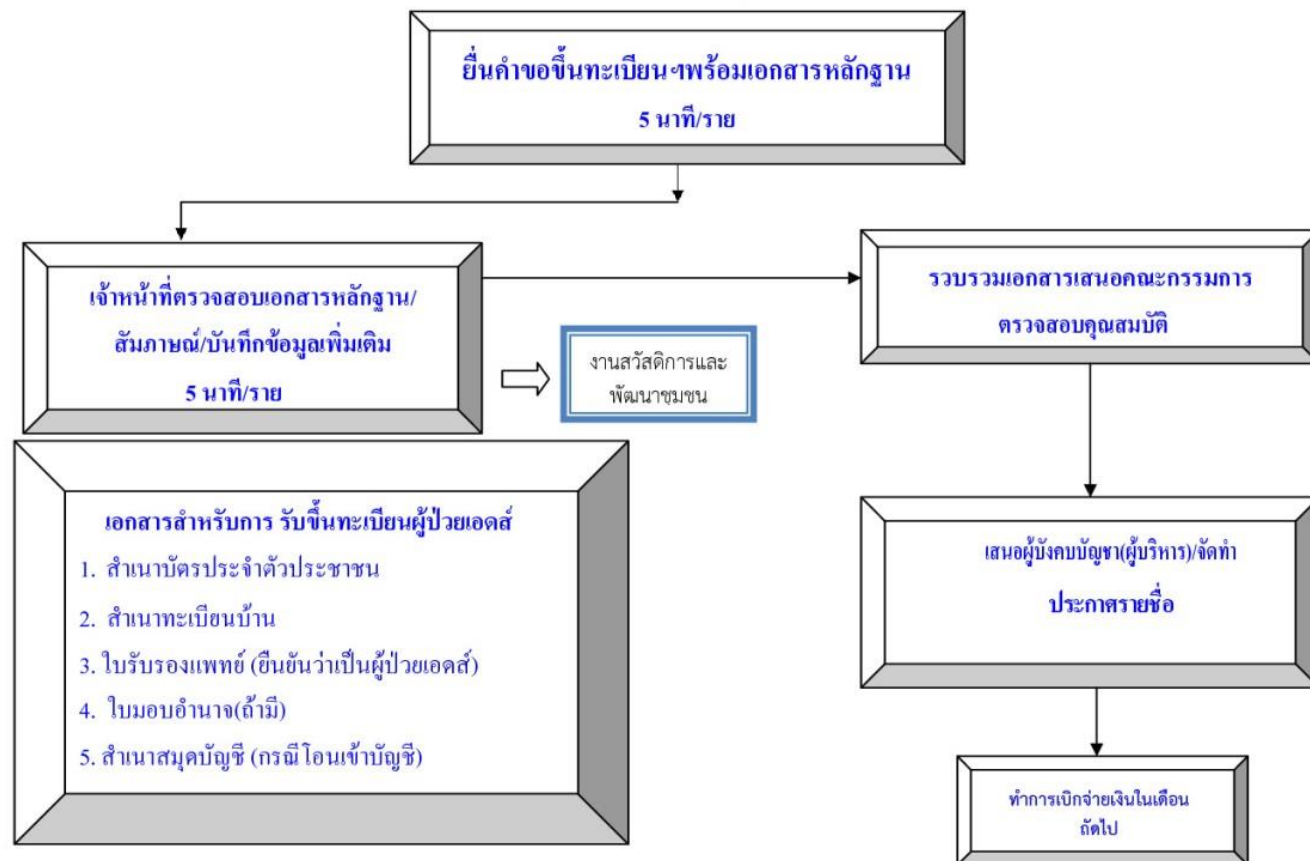 ยื่นคำขอขึ้นทะเบียนฯพร้อมเอกสารหลักฐาน
5 นาที/ราย
เจ้าหน้าที่ตรวจสอบเอกสารหลักฐาน/
สัมภาษณ์/บันทึกข้อมูลเพิ่มเติม
5 นาที/ราย
งานสวัสดิการและ
พัฒนาชุมชน
รวบรวมเอกสารเสนอคณะกรรมการ
ตรวจสอบคุณสมบัติ
เอกสารสำหรับการ รับขึ้นทะเบียนผู้ป่วยเอดส์
1. สำเนาบัตรประจำตัวประชาชน
2. สำเนาทะเบียนบ้าน
3. ใบรับรองแพทย์ (ยืนยันว่าเป็นผู้ป่วยเอดส์)
4. ใบมอบอำนาจ(ถ้ามี)
5. สำเนาสมุดบัญชี (กรณีโอนเข้าบัญชี)
เสนอผู้บังคบบัญชา(ผู้บริหาร)/จัดทำ
ประกาศรายชื่อ
ทำการเบิกจ่ายเงินในเดือน
ถัดไป